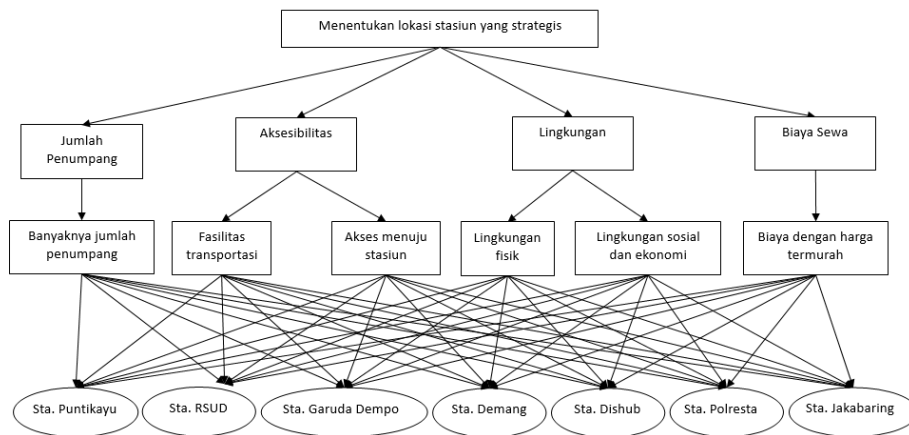 Menentukan lokasi stasiun yang strategis
Jumlah
Penumpang
Aksesibilitas
Lingkungan
Biaya Sewa
Banyaknya jumlah
penumpang
Fasilitas
transportasi
Akses menuju
stasiun
Lingkungan
fisik
Lingkungan sosial
dan ekonomi
Biaya dengan harga
termurah
Sta. Puntikayu
Sta. RSUD
Sta. Garuda Dempo
Sta. Demang
Sta. Dishub
Sta. Polresta
Sta. Jakabaring